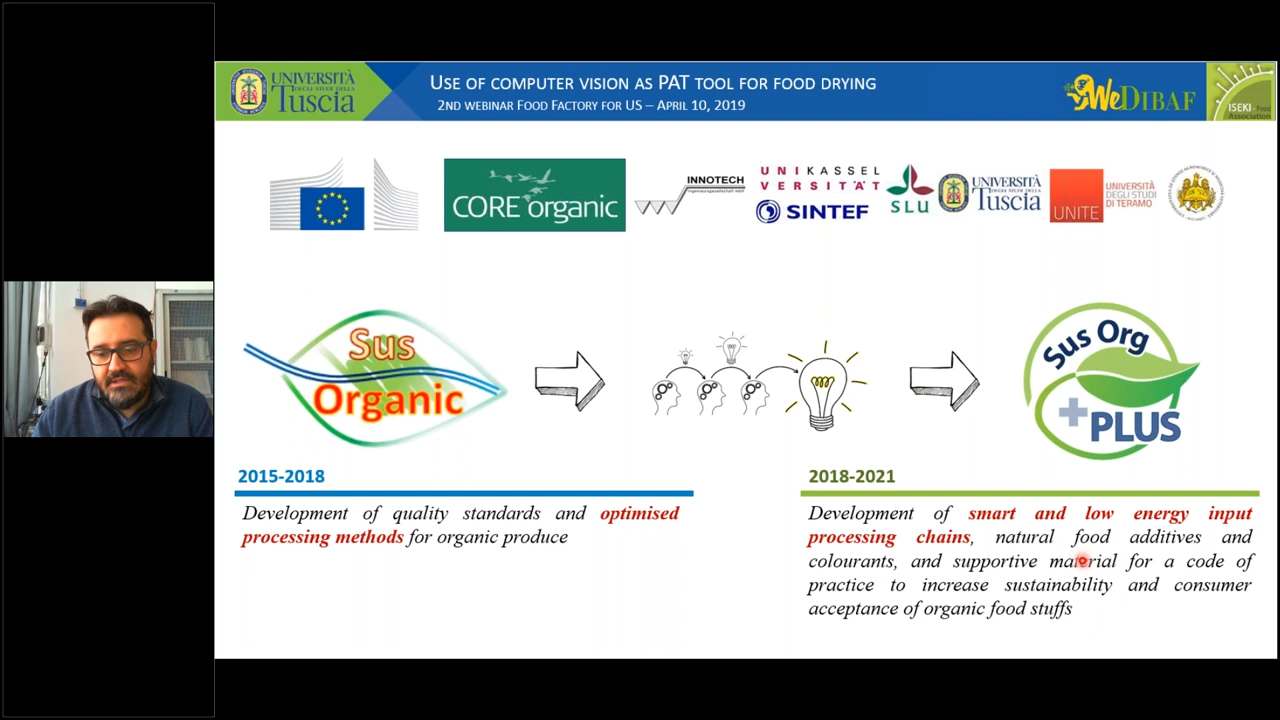 UNIVERSITÀ
DEGLI STUDI DELLA
TUSCIA
USE OF COMPUTER VISION AS PAT TOOL FOR FOOD DRYING
2ND WEBINAR FOOD FACTORY FOR US – APRIL 10, 2019
WeDIBAF
ISEKI-Food
Association
CORE organic
INNOTECH
Ingenieursgesellschaft mbH
UNIKASSEL
VERSITÄT
SINTEF
SLU
UNIVERSITÀ
DEGLI STUDI DELLA
TUSCIA
UNITE
UNIVERSITÀ
DEGLI STUDI
DI TERAMO
Sus
Organic
Sus Org
+PLUS
2015-2018
Development of quality standards and optimised
processing methods for organic produce
2018-2021
Development of smart and low energy input
processing chains, natural food additives and
colourants, and supportive material for a code of
practice to increase sustainability and consumer
acceptance of organic food stuffs